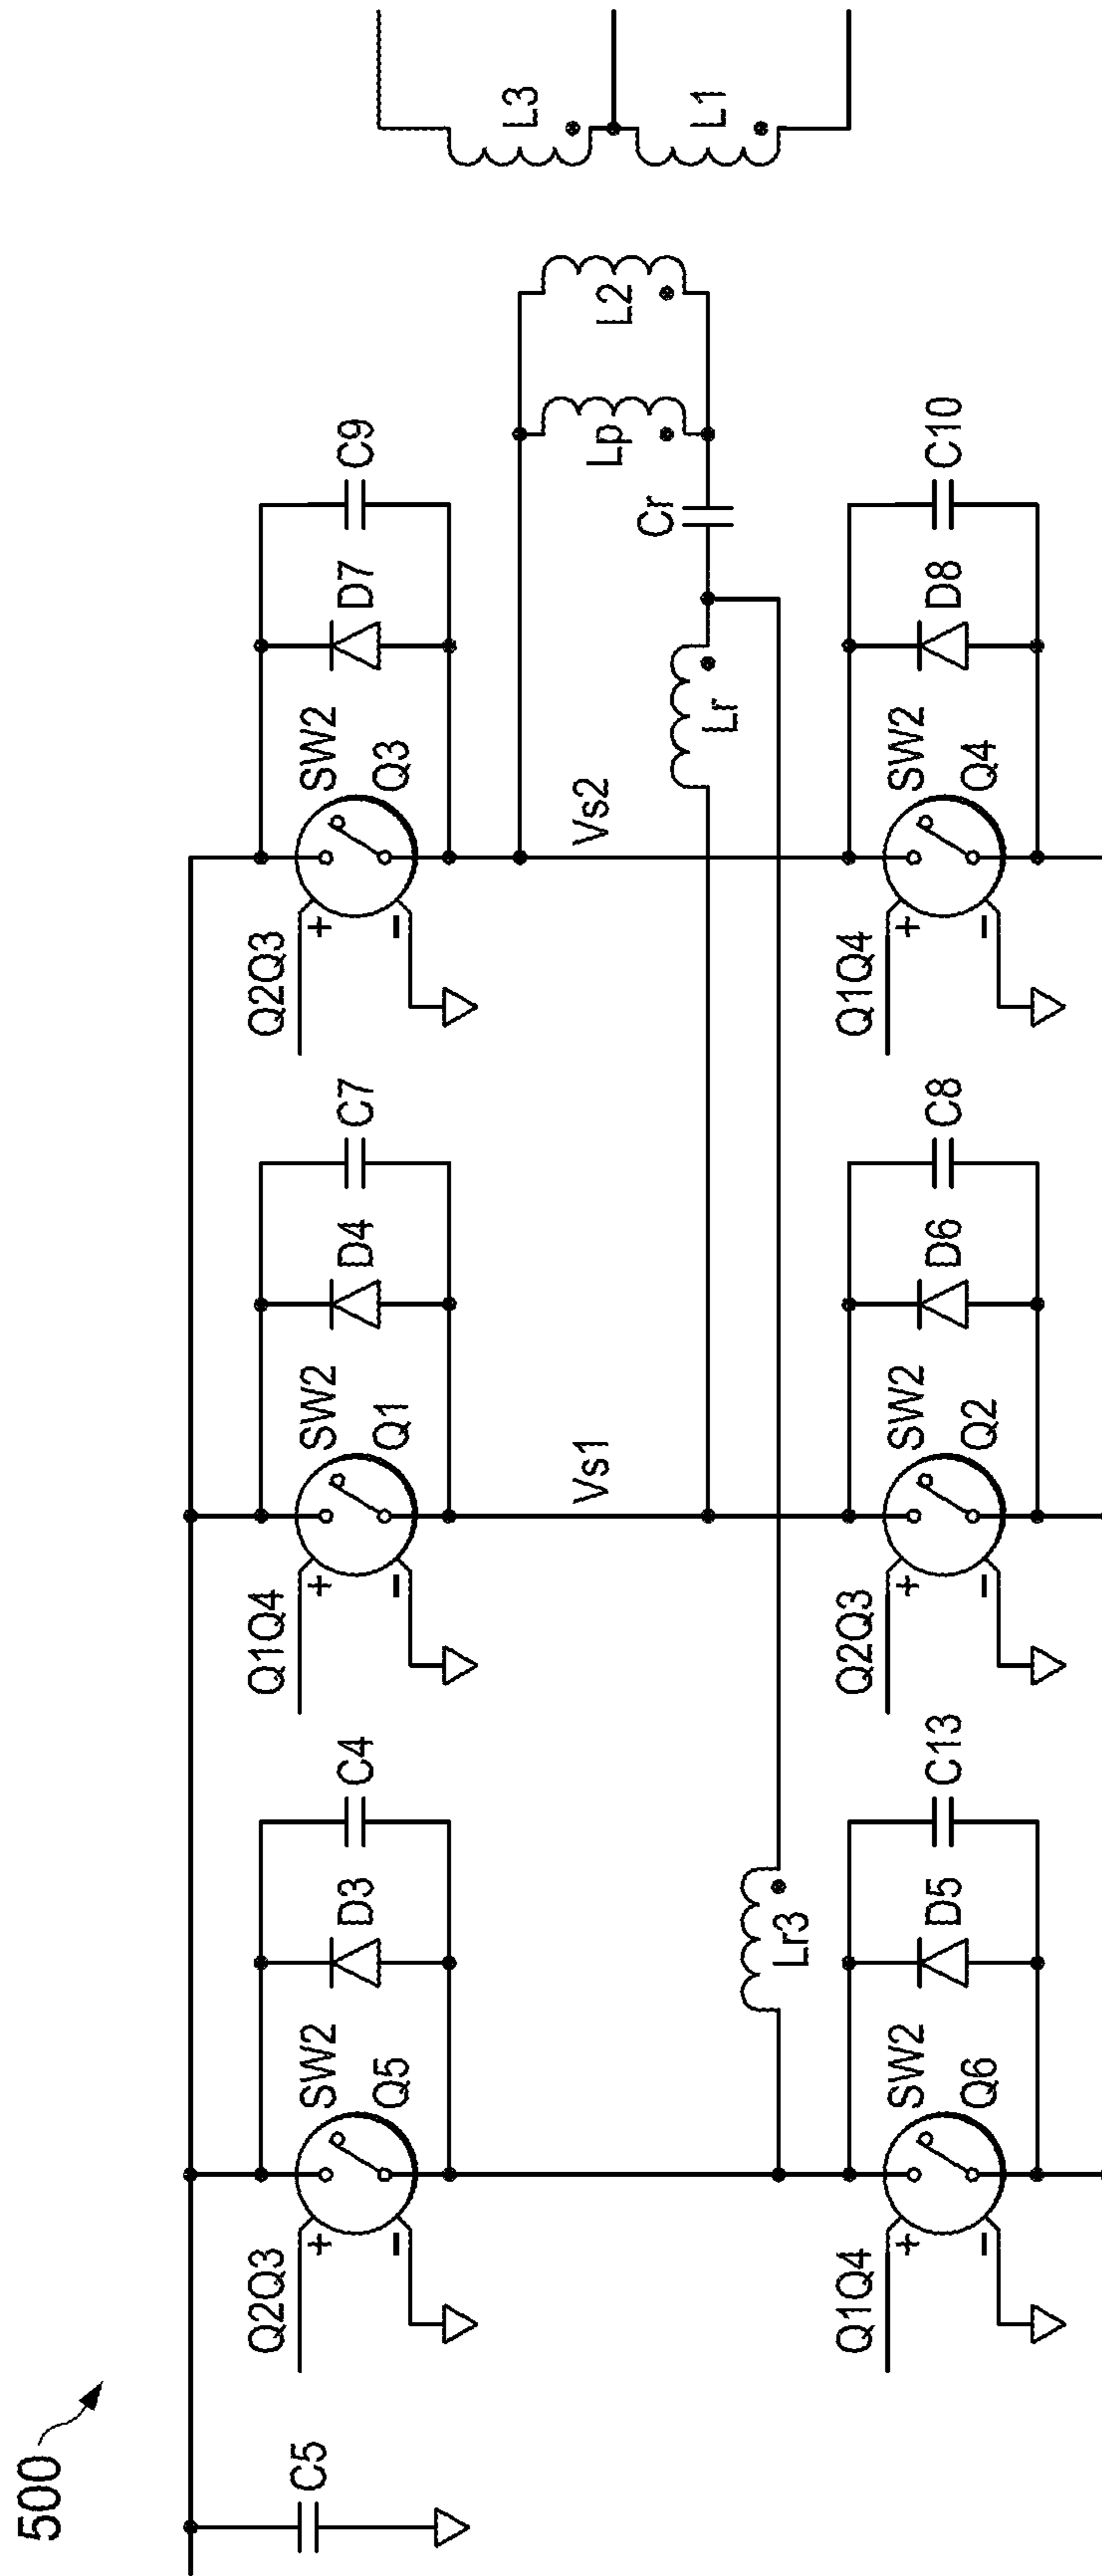 500
C5
Q2Q3
+
-
SW2
Q5
D3
C4
Q1Q4
+
-
SW2
Q1
D4
C7
Q2Q3
+
-
SW2
Q3
D7
C9
Vs1
Vs2
Lr3
Lr
Cr
Lp
L2
L3
L1
Q1Q4
+
-
SW2
Q6
D5
C13
Q2Q3
+
-
SW2
Q2
D6
C8
Q1Q4
+
-
SW2
Q4
D8
C10